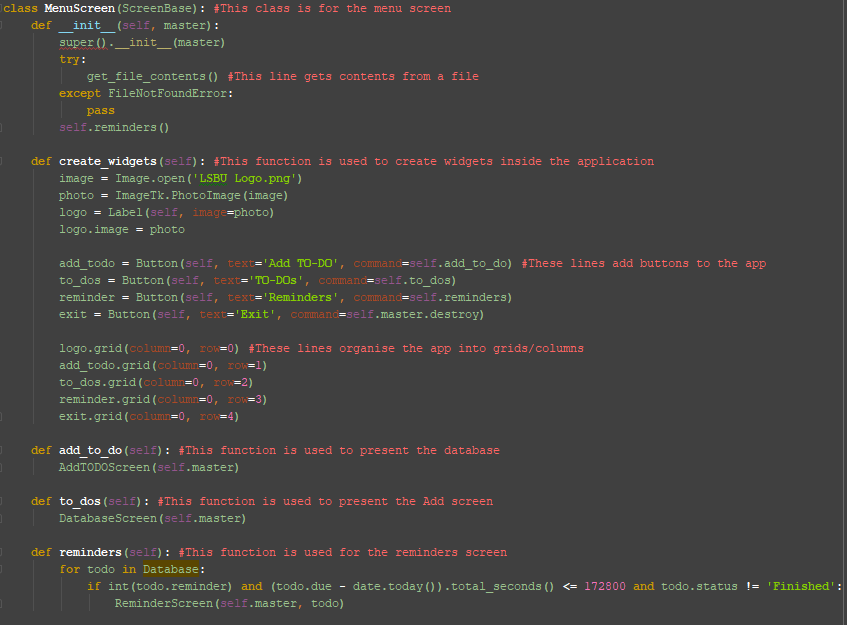 class MenuScreen(ScreenBase): #This class is for the menu screen
    def __init__(self, master):
        super().__init__(master)
        try:
            get_file_contents() #This line gets contents from a file
        except FileNotFoundError:
            pass
        self.reminders()

    def create_widgets(self): #This function is used to create widgets inside the application
        image = Image.open('LSBU Logo.png')
        photo = ImageTk.PhotoImage(image)
        logo = Label(self, image=photo)
        logo.image = photo

        add_todo = Button(self, text='Add TO-DO', command=self.add_to_do) #These lines add buttons to the app
        to_dos = Button(self, text='TO-DOs', command=self.to_dos)
        reminder = Button(self, text='Reminders', command=self.reminders)
        exit = Button(self, text='Exit', command=self.master.destroy)

        logo.grid(column=0, row=0) #These lines organise the app into grids/columns
        add_todo.grid(column=0, row=1)
        to_dos.grid(column=0, row=2)
        reminder.grid(column=0, row=3)
        exit.grid(column=0, row=4)

    def add_to_do(self): #This function is used to present the database
        AddTODOScreen(self.master)

    def to_dos(self): #This function is used to present the Add screen
        DatabaseScreen(self.master)

    def reminders(self): #This function is used for the reminders screen
        for todo in Database:
            if int(todo.reminder) and (todo.due - date.today()).total_seconds() <= 172800 and todo.status != 'Finished':
                ReminderScreen(self.master, todo)